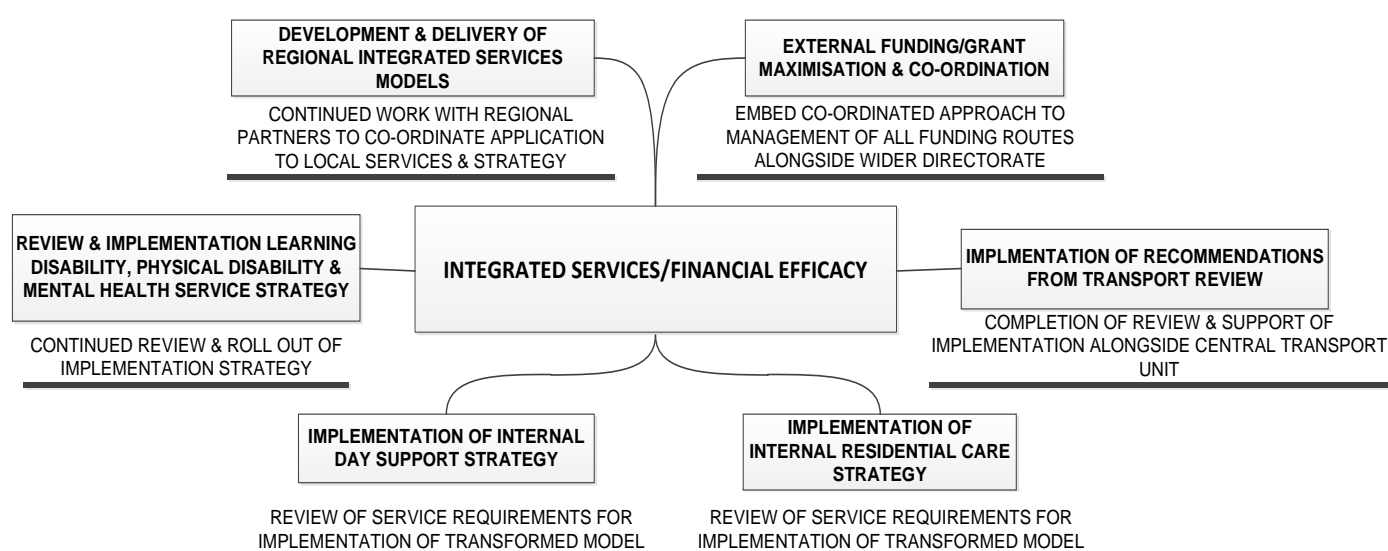 DEVELOPMENT & DELIVERY OF
REGIONAL INTEGRATED SERVICES
MODELS
CONTINUED WORK WITH REGIONAL
PARTNERS TO CO-ORDINATE APPLICATION
TO LOCAL SERVICES & STRATEGY
EXTERNAL FUNDING/GRANT
MAXIMISATION & CO-ORDINATION
EMBED CO-ORDINATED APPROACH TO
MANAGEMENT OF ALL FUNDING ROUTES
ALONGSIDE WIDER DIRECTORATE
REVIEW & IMPLEMENTATION LEARNING
DISABILITY, PHYSICAL DISABILITY &
MENTAL HEALTH SERVICE STRATEGY
CONTINUED REVIEW & ROLL OUT OF
IMPLEMENTATION STRATEGY
INTEGRATED SERVICES/FINANCIAL EFFICACY
IMPLMENTATION OF RECOMMENDATIONS
FROM TRANSPORT REVIEW
COMPLETION OF REVIEW & SUPPORT OF
IMPLEMENTATION ALONGSIDE CENTRAL TRANSPORT
UNIT
IMPLEMENTATION OF INTERNAL
DAY SUPPORT STRATEGY
REVIEW OF SERVICE REQUIREMENTS FOR
IMPLEMENTATION OF TRANSFORMED MODEL
IMPLEMENTATION OF
INTERNAL RESIDENTIAL CARE
STRATEGY
REVIEW OF SERVICE REQUIREMENTS FOR
IMPLEMENTATION OF TRANSFORMED MODEL